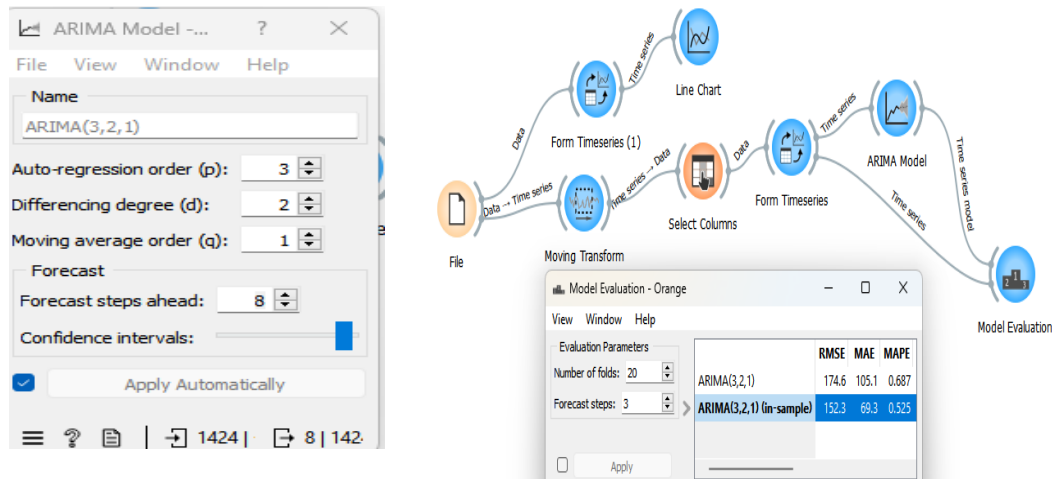 ARIMA Model -... ?
File View Window Help
Name
ARIMA(3,2,1)
Auto-regression order (p): 3
Differencing degree (d): 2
Moving average order (q): 1
Forecast
Forecast steps ahead: 8
Confidence intervals:
Apply Automatically
1424 | 8 | 142
Time series
Line Chart
Data
Form Timeseries (1)
Data → Time series
Time series → Data
Data
Time series
ARIMA Model
Time series model
Form Timeseries
Time series
Select Columns
File
Moving Transform
Model Evaluation
Model Evaluation - Orange
View Window Help
Evaluation Parameters
Number of folds: 20
Forecast steps: 3
Apply
RMSE MAE MAPE
ARIMA(3,2,1) 174.6 105.1 0.687
ARIMA(3,2,1) (in-sample) 152.3 69.3 0.525